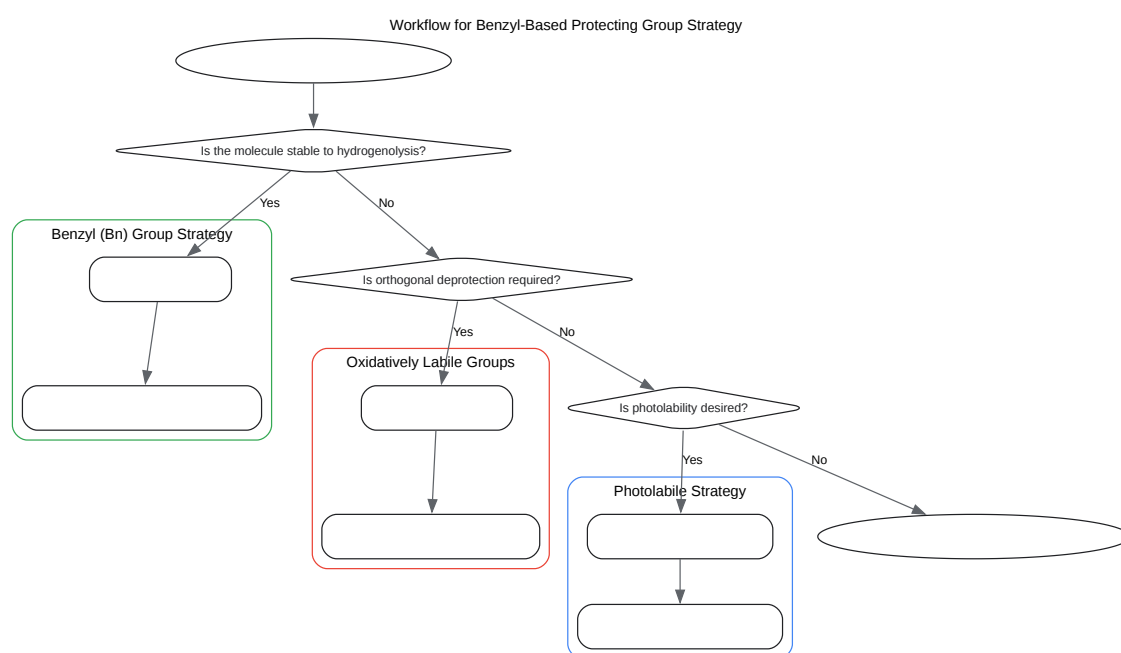 Workflow for Benzyl-Based Protecting Group Strategy
Is the molecule stable to hydrogenolysis?
Yes
No
Benzyl (Bn) Group Strategy
Is orthogonal deprotection required?
Yes
No
Oxidatively Labile Groups
Is photolability desired?
Yes
No
Photolabile Strategy